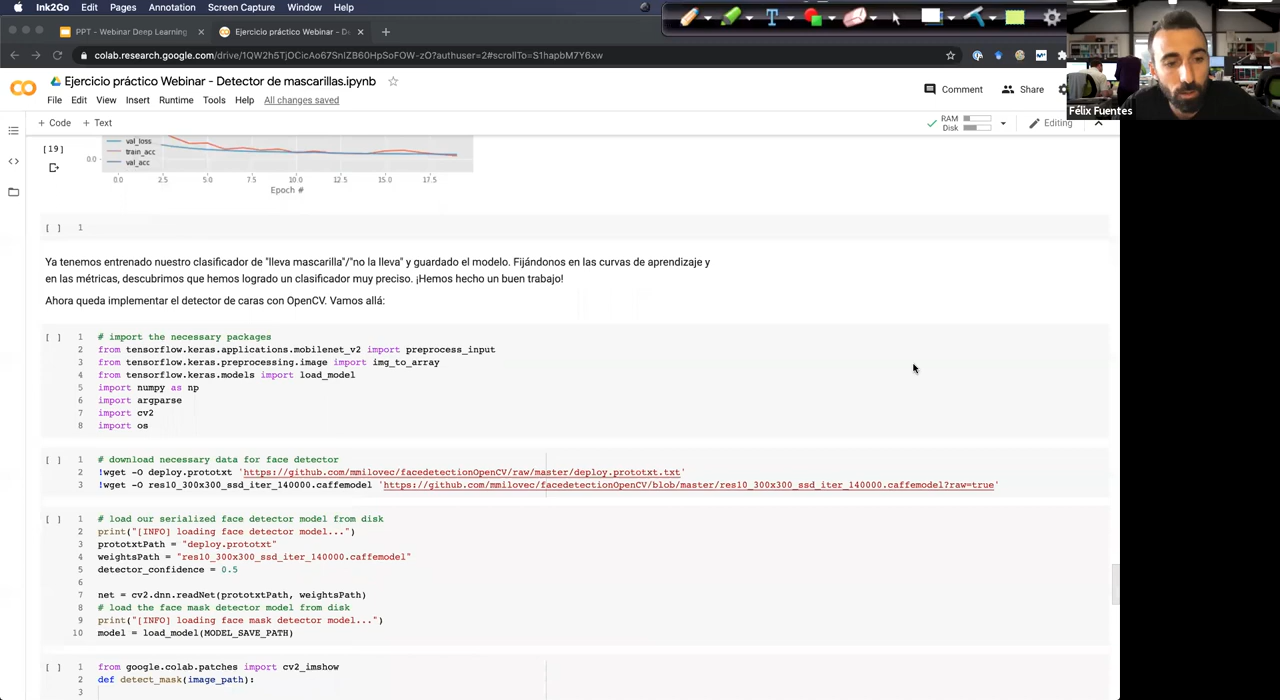 Ink2Go Edit Pages Annotation Screen Capture Window Help
PPT - Webinar Deep Learning
Ejercicio práctico Webinar - D
colab.research.google.com/drive/1QW2h5TjOCicAo67SnIZB60HpSoFOW-zO?authuser=2#scrollTo=S1hapbM7Y6xw
Félix Fuentes
Ejercicio práctico Webinar - Detector de mascarillas.ipynb
File Edit View Insert Runtime Tools Help All changes saved
Comment Share
+ Code + Text
RAM
Disk
Editing
[19]
val_loss
train_acc
val_acc
0.0
0.0 2.5 5.0 7.5 10.0 12.5 15.0 17.5
Epoch #
[ ] 1
Ya tenemos entrenado nuestro clasificador de "lleva mascarilla"/"no la lleva" y guardado el modelo. Fijándonos en las curvas de aprendizaje y
en las métricas, descubrimos que hemos logrado un clasificador muy preciso. ¡Hemos hecho un buen trabajo!
Ahora queda implementar el detector de caras con OpenCV. Vamos allá:
[ ] 1 # import the necessary packages
2 from tensorflow.keras.applications.mobilenet_v2 import preprocess_input
3 from tensorflow.keras.preprocessing.image import img_to_array
4 from tensorflow.keras.models import load_model
5 import numpy as np
6 import argparse
7 import cv2
8 import os
[ ] 1 # download necessary data for face detector
2 !wget -O deploy.prototxt 'https://github.com/mmilovec/facedetectionOpenCV/raw/master/deploy.prototxt.txt'
3 !wget -O res10_300x300_ssd_iter_140000.caffemodel 'https://github.com/mmilovec/facedetectionOpenCV/blob/master/res10_300x300_ssd_iter_140000.caffemodel?raw=true'
[ ] 1 # load our serialized face detector model from disk
2 print("[INFO] loading face detector model...")
3 prototxtPath = "deploy.prototxt"
4 weightsPath = "res10_300x300_ssd_iter_140000.caffemodel"
5 detector_confidence = 0.5
6
7 net = cv2.dnn.readNet(prototxtPath, weightsPath)
8 # load the face mask detector model from disk
9 print("[INFO] loading face mask detector model...")
10 model = load_model(MODEL_SAVE_PATH)
[ ] 1 from google.colab.patches import cv2_imshow
2 def detect_mask(image_path):
3